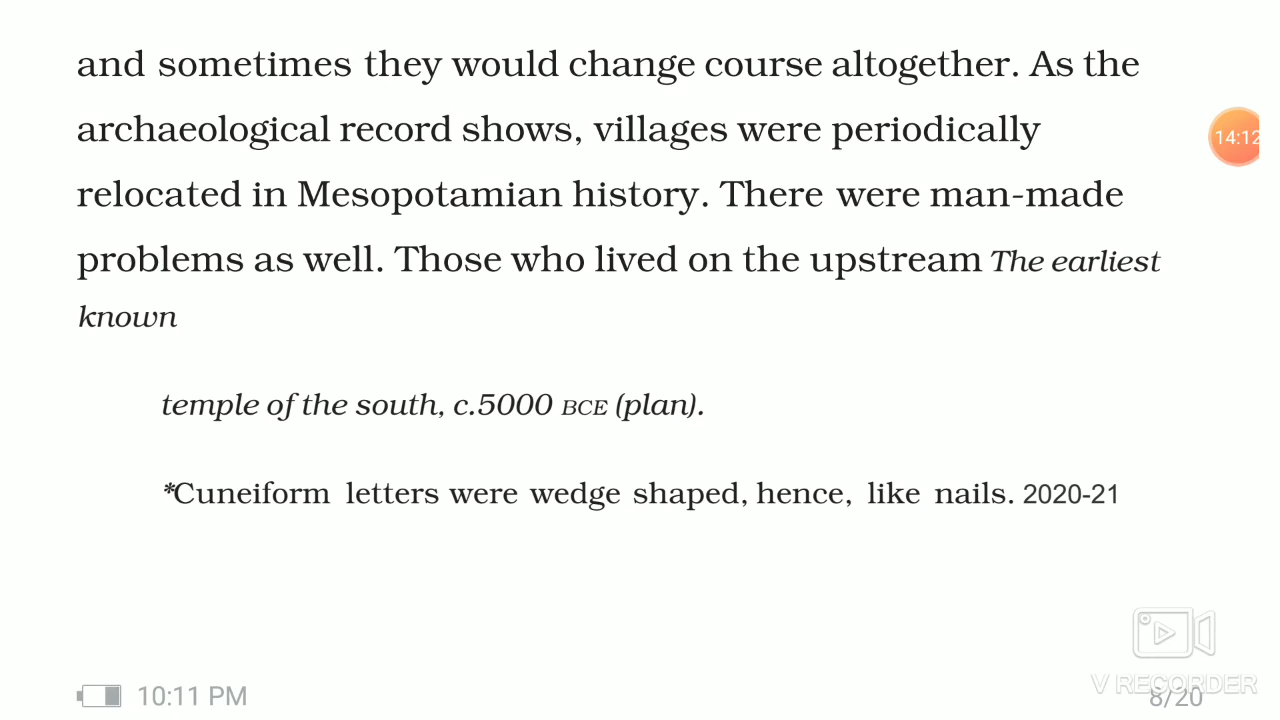 and sometimes they would change course altogether. As the
14:12
archaeological record shows, villages were periodically
relocated in Mesopotamian history. There were man-made
problems as well. Those who lived on the upstream The earliest
known
temple of the south, c.5000 BCE (plan).
*Cuneiform letters were wedge shaped, hence, like nails. 2020-21
V RECORDER
10:11 PM
8/20